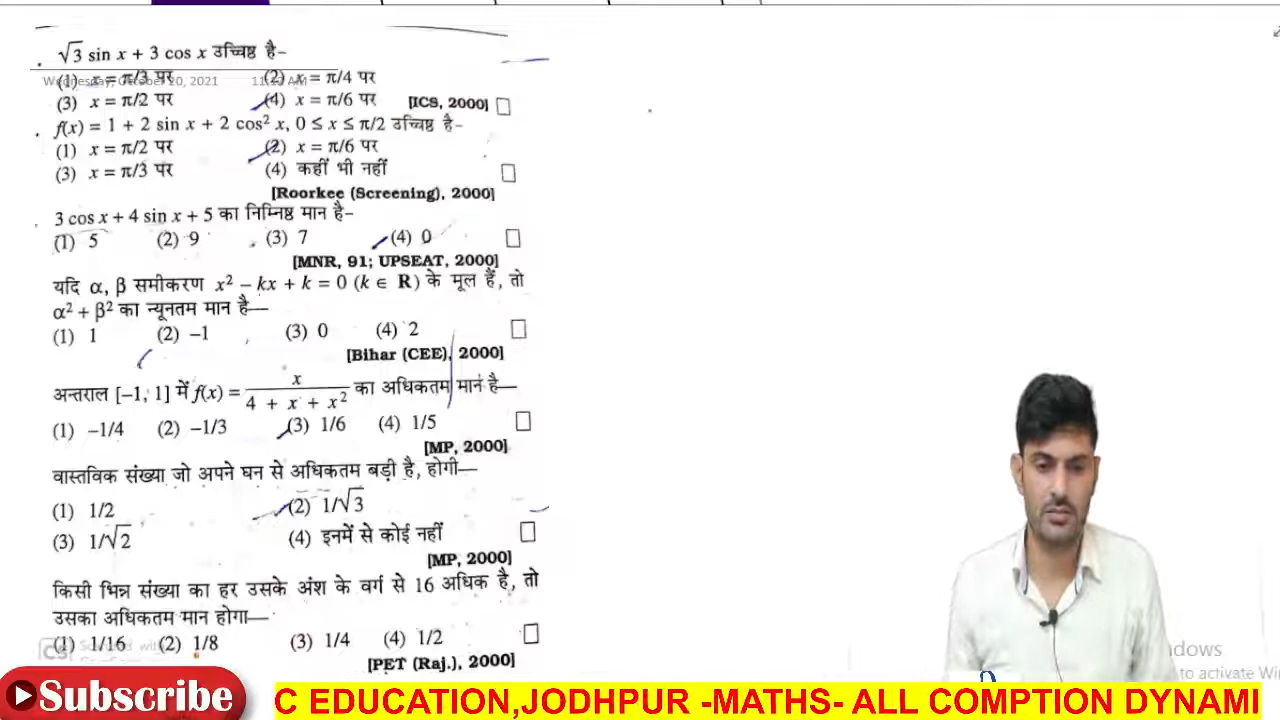 √3 sin x + 3 cos x उच्चिष्ठ है–
(1) x = π/3 पर (2) x = π/4 पर
(3) x = π/2 पर (4) x = π/6 पर [ICS, 2000]
f(x) = 1 + 2 sin x + 2 cos² x, 0 ≤ x ≤ π/2 उच्चिष्ठ है–
(1) x = π/2 पर (2) x = π/6 पर
(3) x = π/3 पर (4) कहीं भी नहीं
[Roorkee (Screening), 2000]
3 cos x + 4 sin x + 5 का निम्निष्ठ मान है–
(1) 5 (2) 9 (3) 7 (4) 0
[MNR, 91; UPSEAT, 2000]
यदि α, β समीकरण x² – kx + k = 0 (k ∈ R) के मूल हैं, तो
α² + β² का न्यूनतम मान है—
(1) 1 (2) –1 (3) 0 (4) 2
[Bihar (CEE), 2000]
अन्तराल [–1, 1] में f(x) = x / 4 + x + x² का अधिकतम मान है—
(1) –1/4 (2) –1/3 (3) 1/6 (4) 1/5
[MP, 2000]
वास्तविक संख्या जो अपने घन से अधिकतम बड़ी है, होगी—
(1) 1/2 (2) 1/√3
(3) 1/√2 (4) इनमें से कोई नहीं
[MP, 2000]
किसी भिन्न संख्या का हर उसके अंश के वर्ग से 16 अधिक है, तो
उसका अधिकतम मान होगा—
(1) 1/16 (2) 1/8 (3) 1/4 (4) 1/2
[PET (Raj.), 2000]
Subscribe
C EDUCATION,JODHPUR -MATHS- ALL COMPTION DYNAMI